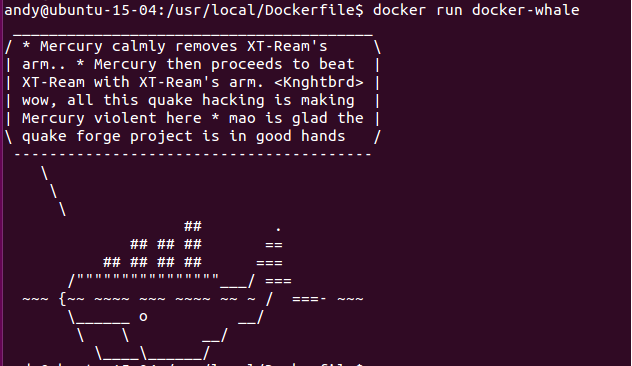 andy@ubuntu-15-04:/usr/local/Dockerfile$ docker run docker-whale
 ________________________________________
/ * Mercury calmly removes XT-Ream's     \
| arm.. * Mercury then proceeds to beat  |
| XT-Ream with XT-Ream's arm. <Knghtbrd> |
| wow, all this quake hacking is making  |
| Mercury violent here * mao is glad the |
\ quake forge project is in good hands   /
 ----------------------------------------
    \
     \
      \
                    ##        .
              ## ## ##       ==
           ## ## ## ##      ===
       /""""""""""""""""___/ ===
  ~~~ {~~ ~~~~ ~~~ ~~~~ ~~ ~ /  ===- ~~~
       \______ o          __/
        \    \        __/
          \____\______/